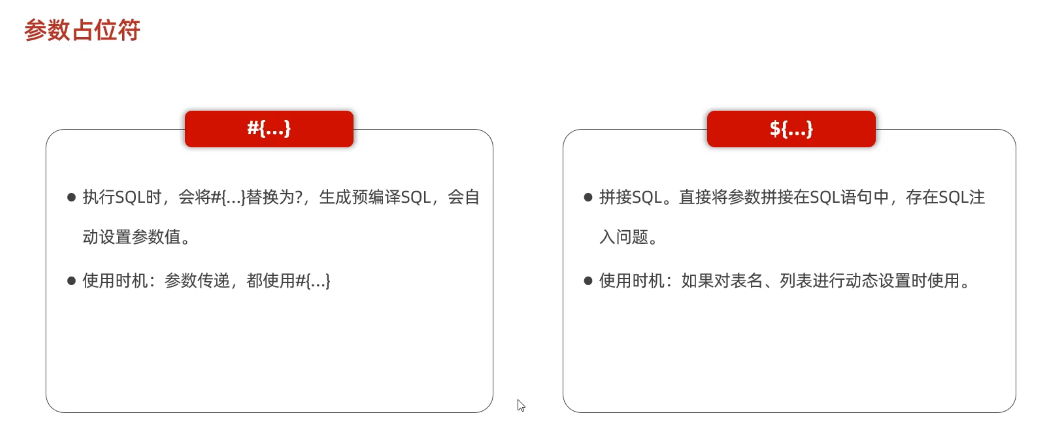 参数占位符
#{...}
● 执行SQL时，会将#{...}替换为?，生成预编译SQL，会自
动设置参数值。
● 使用时机：参数传递，都使用#{...}
${...}
● 拼接SQL。直接将参数拼接在SQL语句中，存在SQL注
入问题。
● 使用时机：如果对表名、列表进行动态设置时使用。